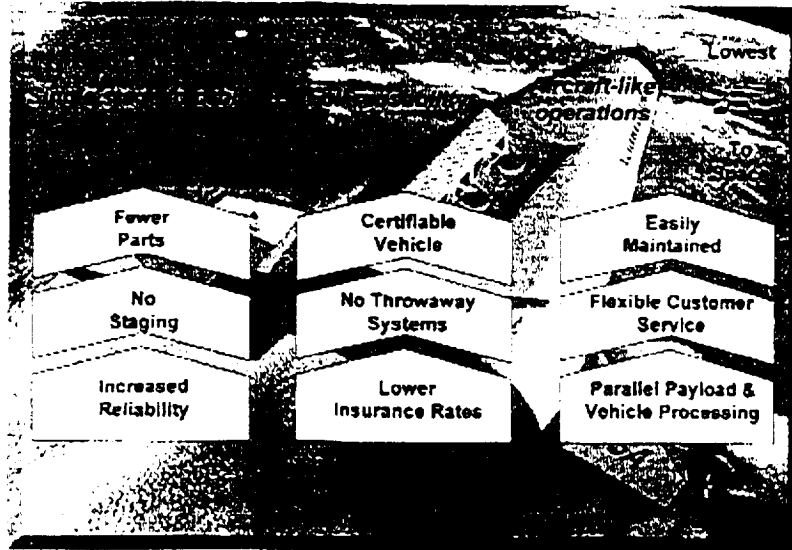 Lowest
aircraft-like
operations
To
Fewer
Parts
Certifiable
Vehicle
Easily
Maintained
No
Staging
No Throwaway
Systems
Flexible Customer
Service
Increased
Reliability
Lower
Insurance Rates
Parallel Payload &
Vehicle Processing